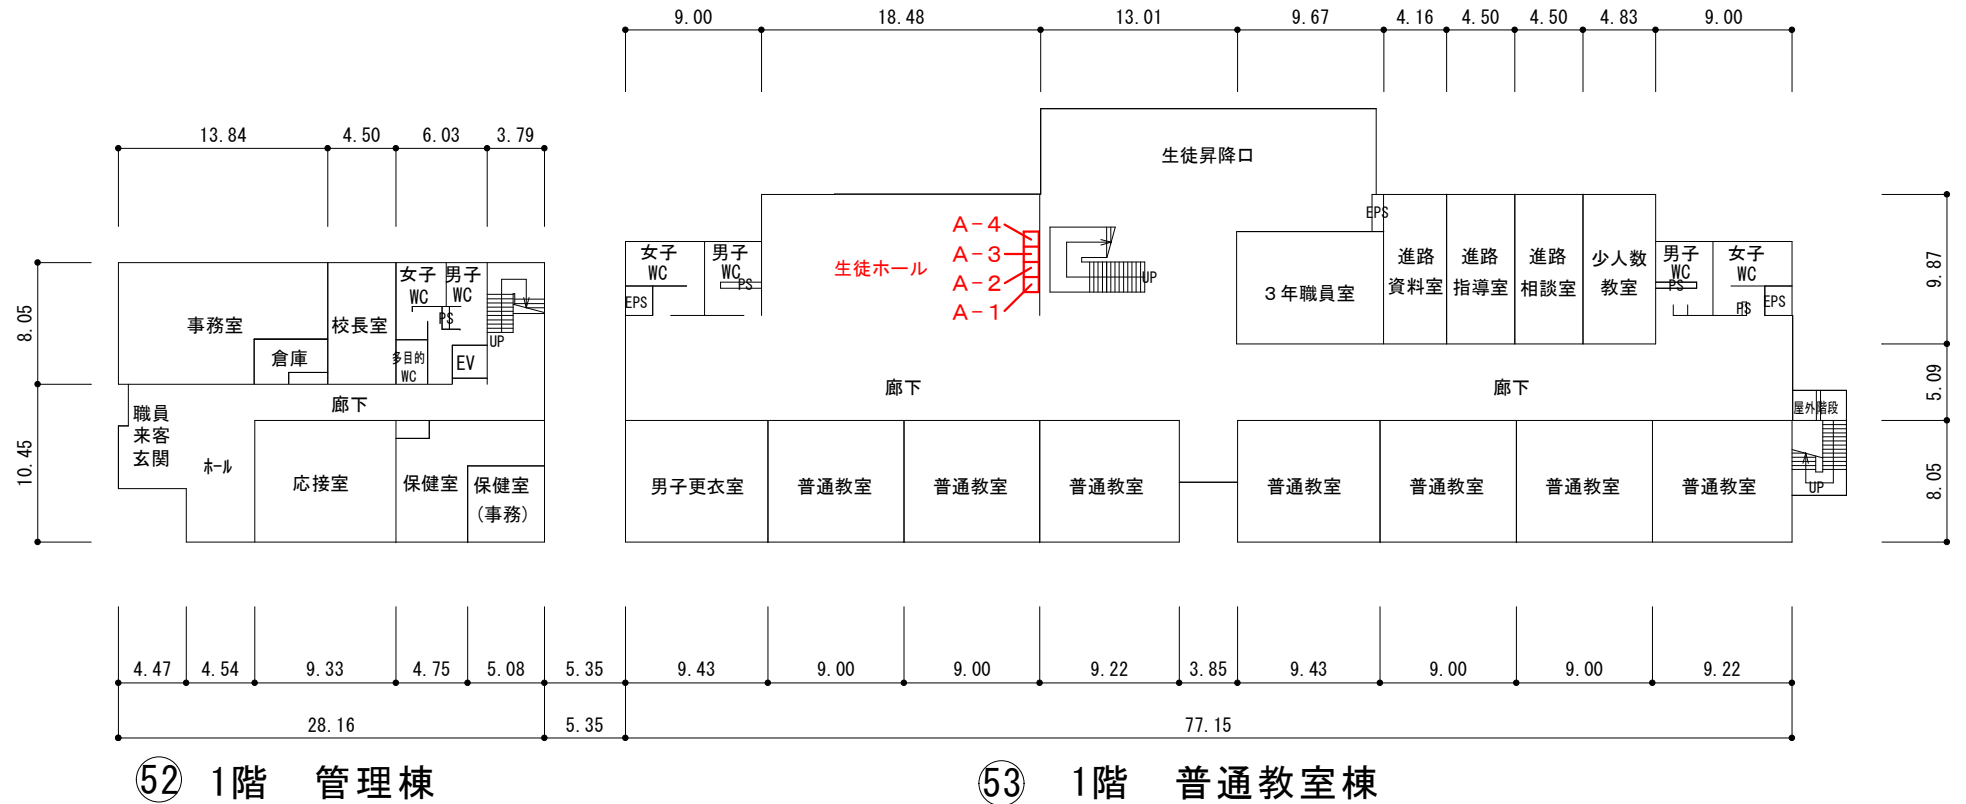 9.00 18.48 13.01 9.67 4.16 4.50 4.50 4.83 9.00
13.84 4.50 6.03 3.79
生徒昇降口
EPS
A-4
A-3
A-2
A-1
生徒ホール
女子
WC
男子
WC
PS
EPS
UP
3年職員室
進路
資料室
進路
指導室
進路
相談室
少人数
教室
男子
WC
PS
女子
WC
PS
EPS
9.87
5.09
8.05
8.05
10.45
事務室
倉庫
校長室
女子
WC
男子
WC
PS
多目的
WC
EV
UP
廊下
廊下
廊下
職員
来客
玄関
ホール
応接室
保健室
保健室
(事務)
男子更衣室
普通教室
普通教室
普通教室
普通教室
普通教室
普通教室
普通教室
屋外階段
UP
4.47 4.54 9.33 4.75 5.08 5.35 9.43 9.00 9.00 9.22 3.85 9.43 9.00 9.00 9.22
28.16 5.35 77.15
52 1階 管理棟
53 1階 普通教室棟